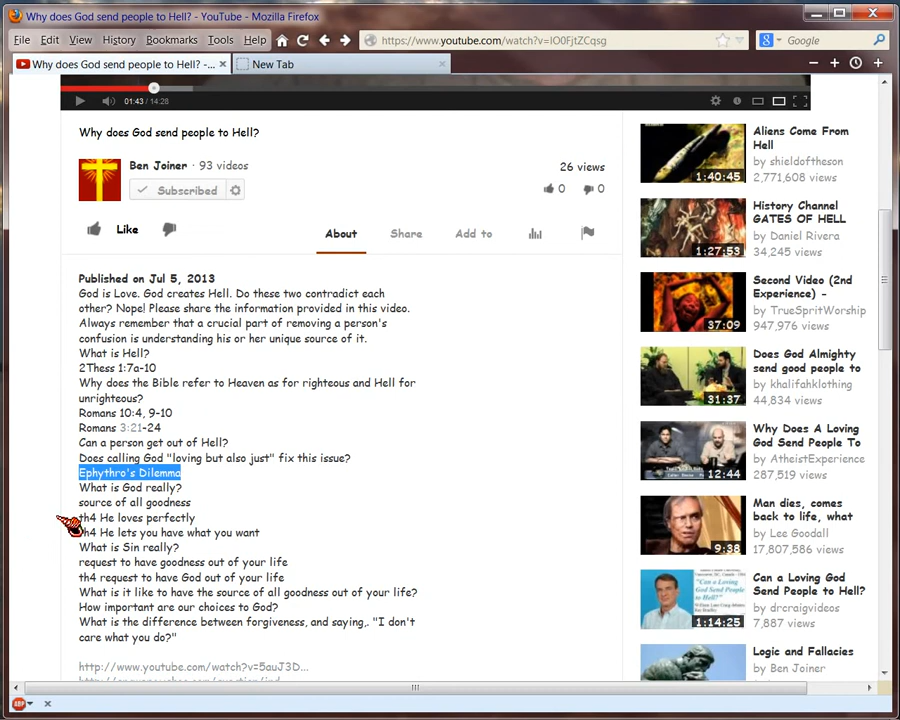 Why does God send people to Hell? - YouTube - Mozilla Firefox
File Edit View History Bookmarks Tools Help
https://www.youtube.com/watch?v=IO0FjtZCqsg
Google
Why does God send people to Hell? -...
New Tab
01:43 / 14:28
Why does God send people to Hell?
Ben Joiner · 93 videos
Subscribed
26 views
0 0
Like
About Share Add to
Published on Jul 5, 2013
God is Love. God creates Hell. Do these two contradict each
other? Nope! Please share the information provided in this video.
Always remember that a crucial part of removing a person's
confusion is understanding his or her unique source of it.
What is Hell?
2Thess 1:7a-10
Why does the Bible refer to Heaven as for righteous and Hell for
unrighteous?
Romans 10:4, 9-10
Romans 3:21-24
Can a person get out of Hell?
Does calling God "loving but also just" fix this issue?
Ephythro's Dilemma
What is God really?
source of all goodness
th4 He loves perfectly
th4 He lets you have what you want
What is Sin really?
request to have goodness out of your life
th4 request to have God out of your life
What is it like to have the source of all goodness out of your life?
How important are our choices to God?
What is the difference between forgiveness, and saying,. "I don't
care what you do?"
http://www.youtube.com/watch?v=5auJ3D...
1:40:45
Aliens Come From
Hell
by shieldoftheson
2,771,608 views
1:27:53
History Channel
GATES OF HELL
by Daniel Rivera
34,245 views
37:09
Second Video (2nd
Experience) -
by TrueSpritWorship
947,976 views
31:37
Does God Almighty
send good people to
by khalifahklothing
44,834 views
12:44
Why Does A Loving
God Send People To
by AtheistExperience
287,519 views
9:38
Man dies, comes
back to life, what
by Lee Goodall
17,807,586 views
1:14:25
Can a Loving God
Send People to Hell?
by drcraigvideos
7,887 views
Logic and Fallacies
by Ben Joiner
ABP